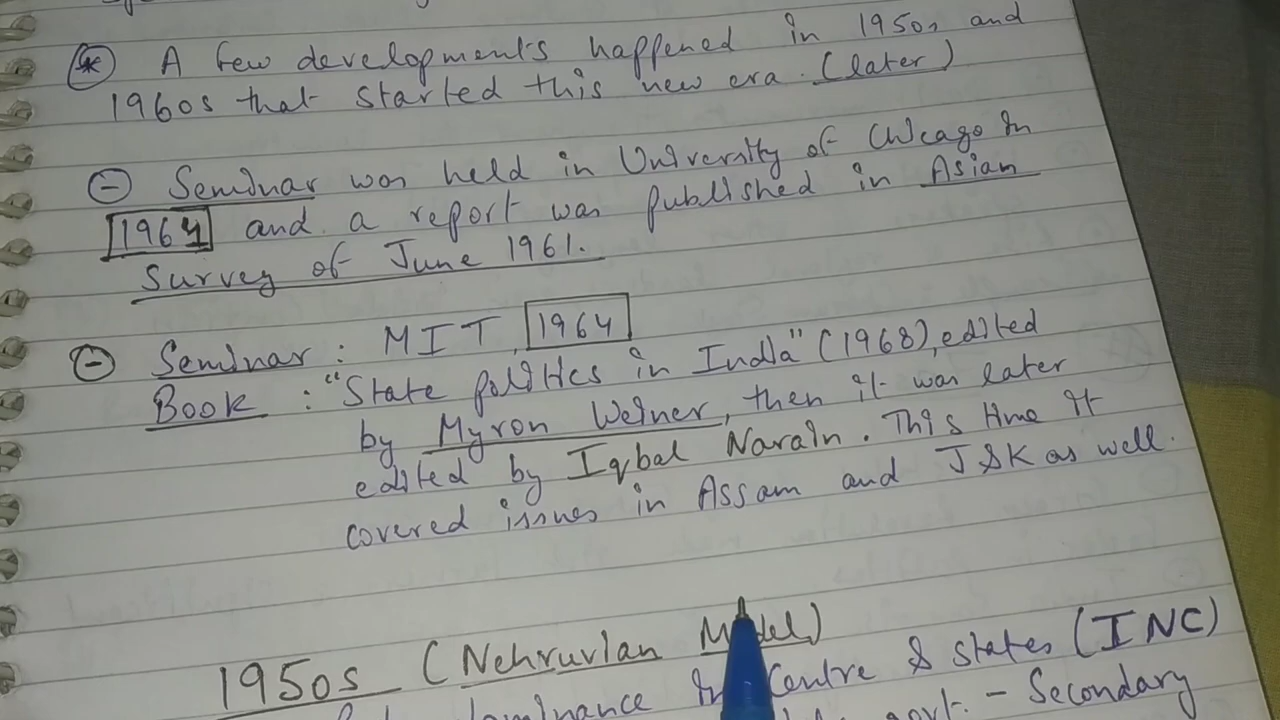 * A few developments happened in 1950s and
1960s that started this new era. (later)
- Seminar was held in University of Chicago in
1964 and a report was published in Asian
Survey of June 1961.
- Seminar: MIT, 1964
Book: "State politics in India" (1968), edited
by Myron Weiner, then it was later
edited by Iqbal Narain. This time it
covered issues in Assam and J&K as well.
1950s (Nehruvian Model)
dominance in Centre & states (INC)
govt. - Secondary